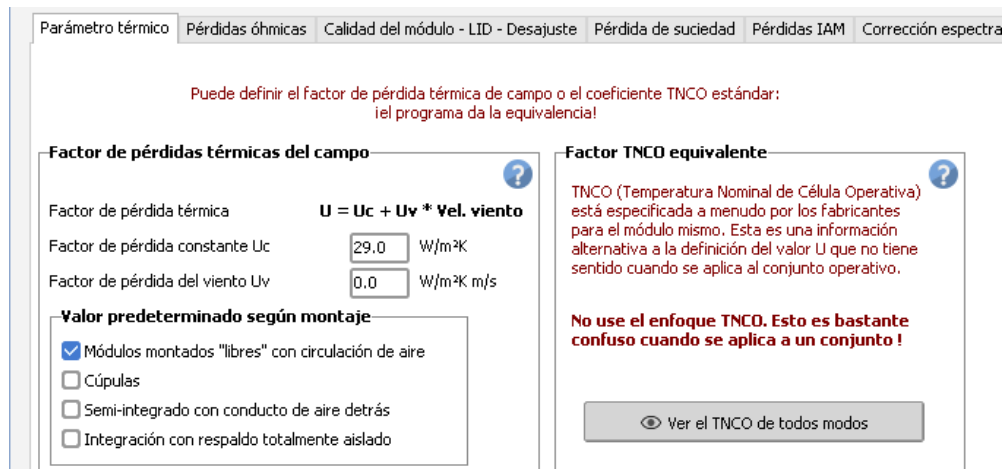 Parámetro térmico Pérdidas óhmicas Calidad del módulo - LID - Desajuste Pérdida de suciedad Pérdidas IAM Corrección espectra
Puede definir el factor de pérdida térmica de campo o el coeficiente TNCO estándar:
¡el programa da la equivalencia!
Factor de pérdidas térmicas del campo
?
Factor de pérdida térmica U = Uc + Uv * Vel. viento
Factor de pérdida constante Uc 29.0 W/m²K
Factor de pérdida del viento Uv 0.0 W/m²K m/s
Valor predeterminado según montaje
Módulos montados "libres" con circulación de aire
Cúpulas
Semi-integrado con conducto de aire detrás
Integración con respaldo totalmente aislado
Factor TNCO equivalente
?
TNCO (Temperatura Nominal de Célula Operativa)
está especificada a menudo por los fabricantes
para el módulo mismo. Esta es una información
alternativa a la definición del valor U que no tiene
sentido cuando se aplica al conjunto operativo.
No use el enfoque TNCO. Esto es bastante
confuso cuando se aplica a un conjunto !
Ver el TNCO de todos modos